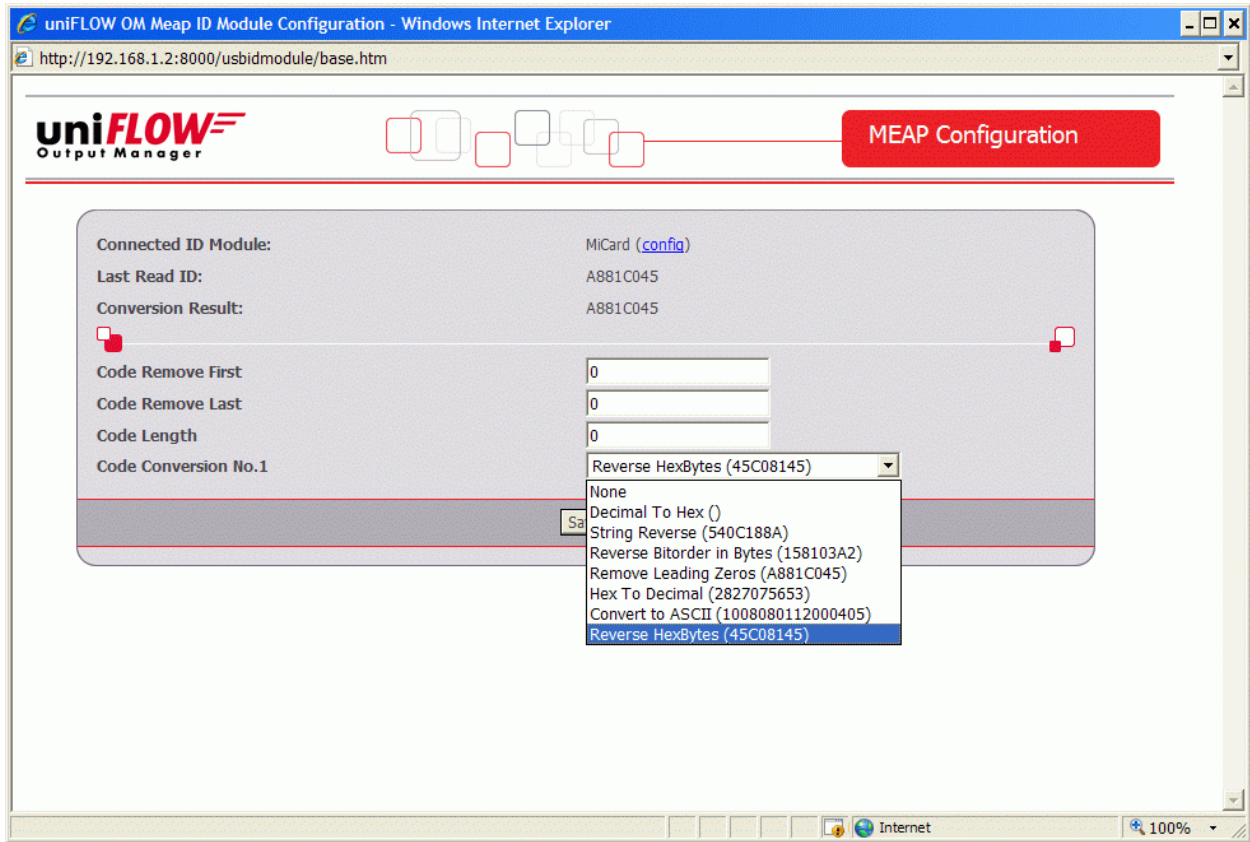 uniFLOW OM Meap ID Module Configuration - Windows Internet Explorer
http://192.168.1.2:8000/usbidmodule/base.htm
uniFLOW
Output Manager
MEAP Configuration
Connected ID Module: MiCard (config)
Last Read ID: A881C045
Conversion Result: A881C045
Code Remove First 0
Code Remove Last 0
Code Length 0
Code Conversion No.1 Reverse HexBytes (45C08145)
None
Decimal To Hex ()
Sa
String Reverse (540C188A)
Reverse Bitorder in Bytes (158103A2)
Remove Leading Zeros (A881C045)
Hex To Decimal (2827075653)
Convert to ASCII (1008080112000405)
Reverse HexBytes (45C08145)
Internet 100%